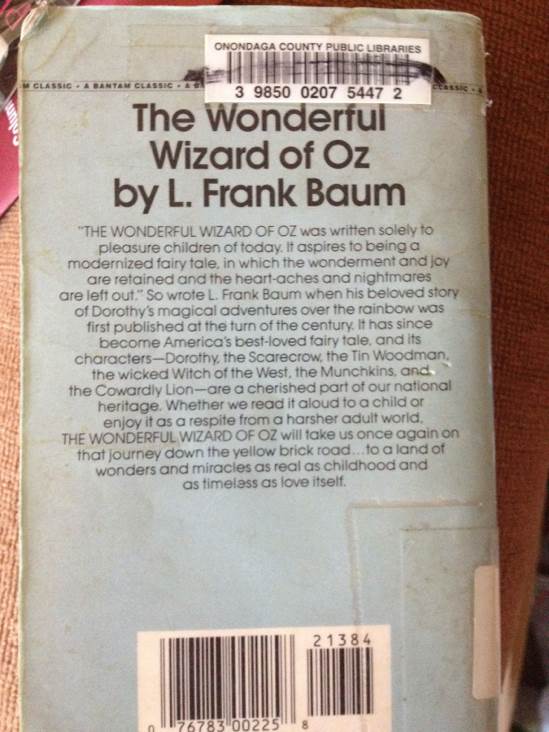 ONONDAGA COUNTY PUBLIC LIBRARIES
3 9850 0207 5447 2
M CLASSIC • A BANTAM CLASSIC • A B
CLASSIC • A
The Wonderful
Wizard of Oz
by L. Frank Baum
"THE WONDERFUL WIZARD OF OZ was written solely to
pleasure children of today. It aspires to being a
modernized fairy tale, in which the wonderment and joy
are retained and the heart-aches and nightmares
are left out." So wrote L. Frank Baum when his beloved story
of Dorothy's magical adventures over the rainbow was
first published at the turn of the century. It has since
become America's best-loved fairy tale, and its
characters—Dorothy, the Scarecrow, the Tin Woodman,
the wicked Witch of the West, the Munchkins, and
the Cowardly Lion—are a cherished part of our national
heritage. Whether we read it aloud to a child or
enjoy it as a respite from a harsher adult world,
THE WONDERFUL WIZARD OF OZ will take us once again on
that journey down the yellow brick road...to a land of
wonders and miracles as real as childhood and
as timeless as love itself.
21384
0 76783 00225 8